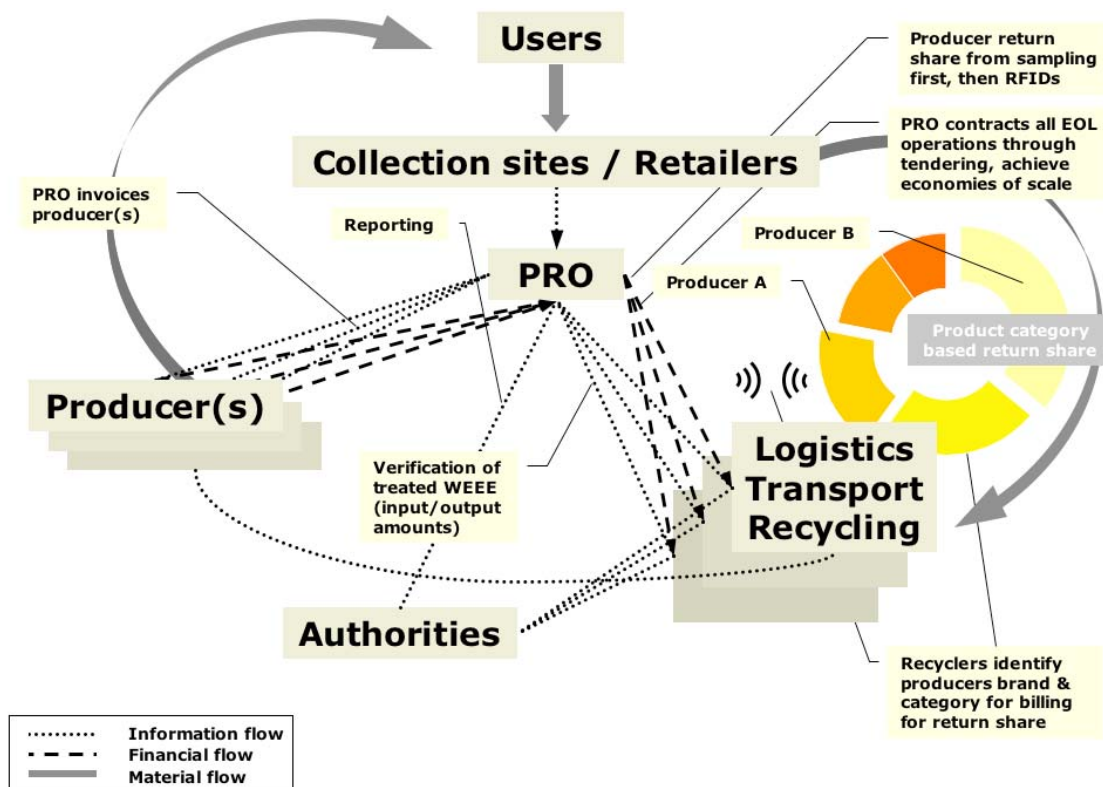 Users
Producer return
share from sampling
first, then RFIDs
Collection sites / Retailers
PRO contracts all EOL
operations through
tendering, achieve
economies of scale
PRO invoices
producer(s)
Reporting
Producer B
PRO
Producer A
Product category
based return share
Producer(s)
Logistics
Transport
Recycling
Verification of
treated WEEE
(input/output
amounts)
Authorities
Recyclers identify
producers brand &
category for billing
for return share
Information flow
Financial flow
Material flow